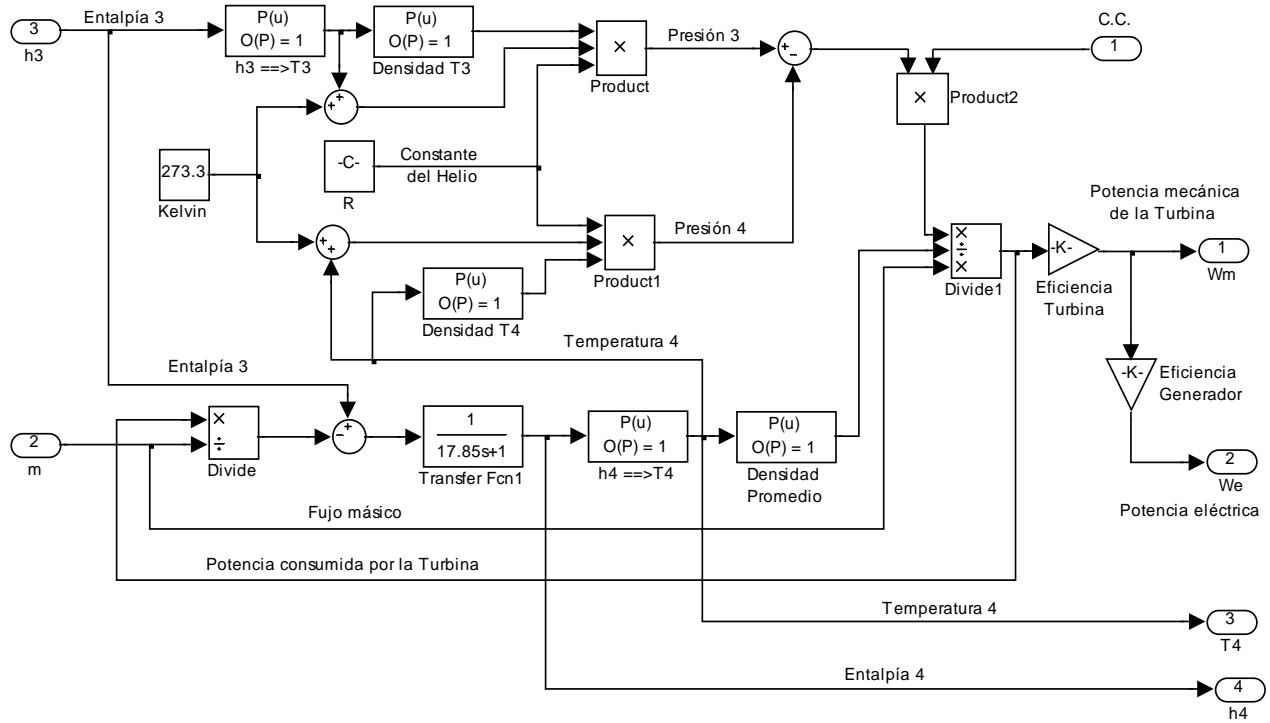 3
h3
Entalpía 3
P(u)
O(P) = 1
h3 ==>T3
P(u)
O(P) = 1
Densidad T3
×
Product
Presión 3
C.C.
1
×
Product2
273.3
Kelvin
-C-
R
Constante
del Helio
×
Product1
Presión 4
P(u)
O(P) = 1
Densidad T4
Temperatura 4
×
÷
×
Divide1
-K-
Eficiencia
Turbina
Potencia mecánica
de la Turbina
1
Wm
-K-
Eficiencia
Generador
2
We
Potencia eléctrica
Entalpía 3
2
m
×
÷
Divide
1
17.85s+1
Transfer Fcn1
P(u)
O(P) = 1
h4 ==>T4
P(u)
O(P) = 1
Densidad
Promedio
Fujo másico
Potencia consumida por la Turbina
Temperatura 4
3
T4
Entalpía 4
4
h4